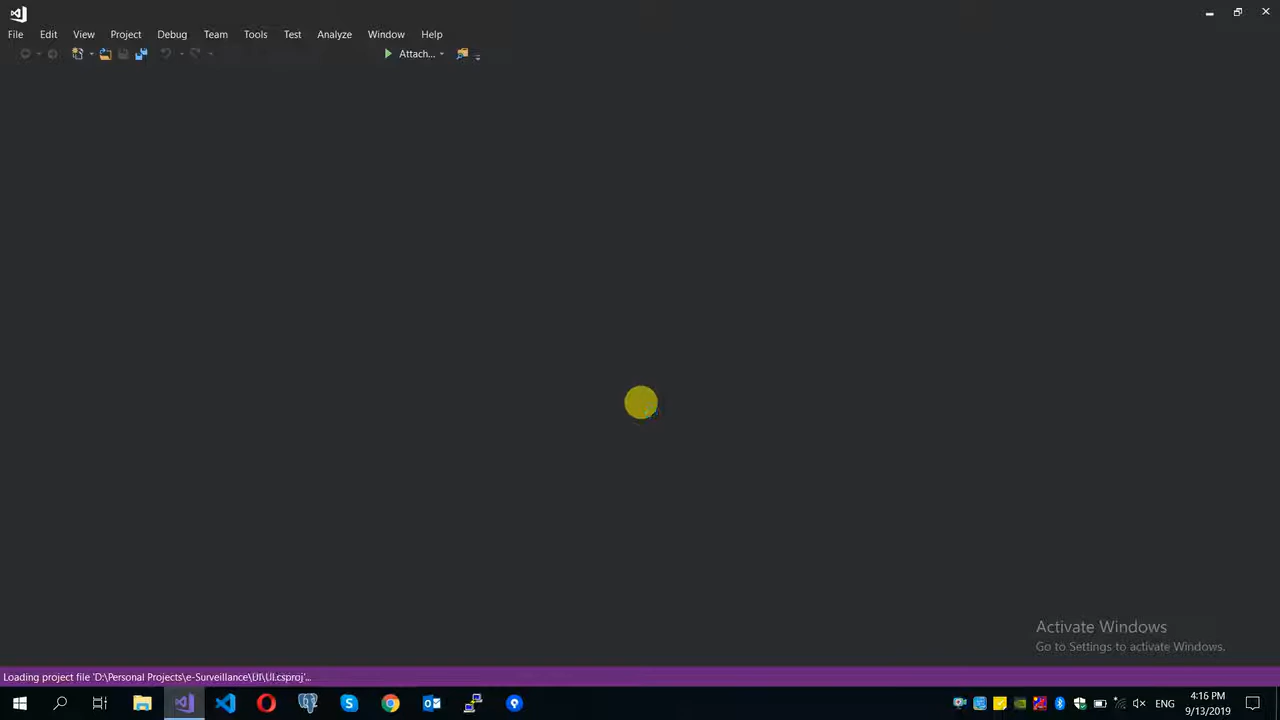 File Edit View Project Debug Team Tools Test Analyze Window Help
Attach...
Activate Windows
Go to Settings to activate Windows.
Loading project file 'D:\Personal Projects\e-Surveillance\UI\UI.csproj'...
ENG
4:16 PM
9/13/2019